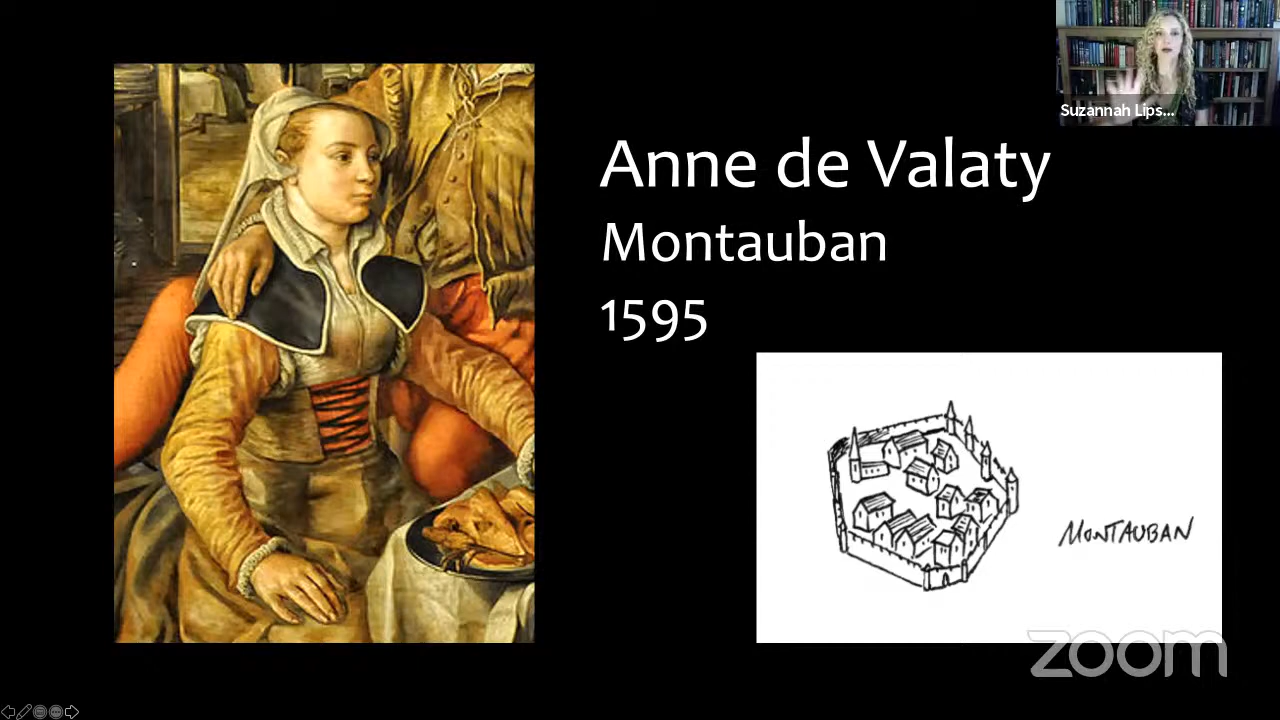 Suzannah Lips...
Anne de Valaty
Montauban
1595
MONTAUBAN
zoom